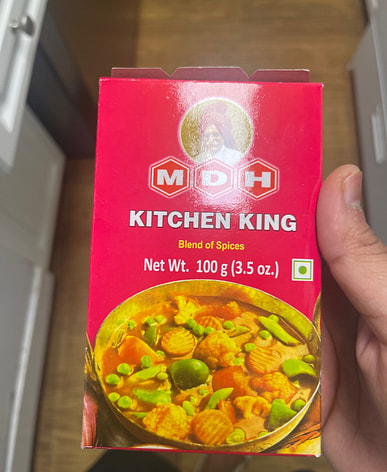 MDH
KITCHEN KING
Blend of Spices
Net Wt. 100 g (3.5 oz.)